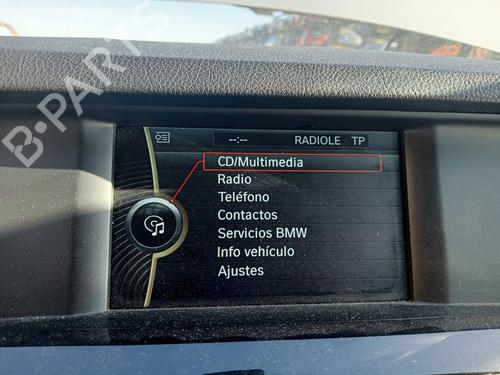 B-PARTS
--:-- RADIOLE TP
CD/Multimedia
Radio
Teléfono
Contactos
Servicios BMW
Info vehículo
Ajustes